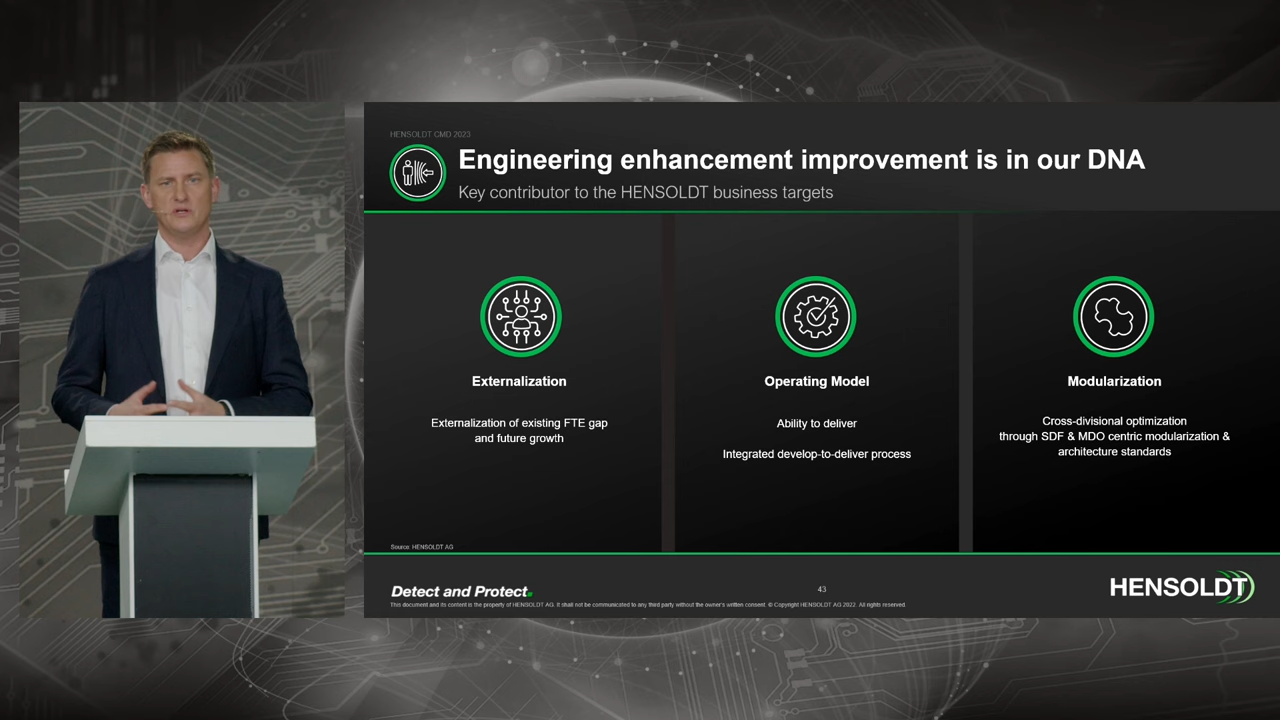 HENSOLDT CMD 2023
Engineering enhancement improvement is in our DNA
Key contributor to the HENSOLDT business targets
Externalization
Externalization of existing FTE gap
and future growth
Operating Model
Ability to deliver
Integrated develop-to-deliver process
Modularization
Cross-divisional optimization
through SDF & MDO centric modularization &
architecture standards
Source: HENSOLDT AG
Detect and Protect.
43
This document and its content is the property of HENSOLDT AG. It shall not be communicated to any third party without the owner's written consent. © Copyright HENSOLDT AG 2022. All rights reserved.
HENSOLDT